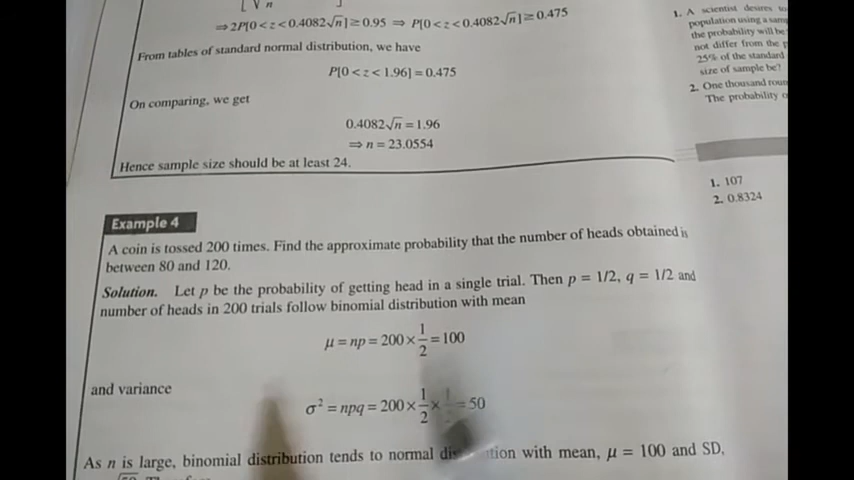 ⇒ 2P[0 < z < 0.4082√n] ≥ 0.95 ⇒ P[0 < z < 0.4082√n] ≥ 0.475
From tables of standard normal distribution, we have
P[0 < z < 1.96] = 0.475
On comparing, we get
0.4082√n = 1.96
⇒ n = 23.0554
Hence sample size should be at least 24.
Example 4
A coin is tossed 200 times. Find the approximate probability that the number of heads obtained is
between 80 and 120.
Solution. Let p be the probability of getting head in a single trial. Then p = 1/2, q = 1/2 and
number of heads in 200 trials follow binomial distribution with mean
μ = np = 200 × 1/2 = 100
and variance
σ² = npq = 200 × 1/2 × 1/2 = 50
As n is large, binomial distribution tends to normal with mean, μ = 100 and SD,
1. A scientist desires to
population using a
the probability will be
not differ from the
25% of the standard
size of sample be?
2. One thousand
The probability
1. 107
2. 0.8324